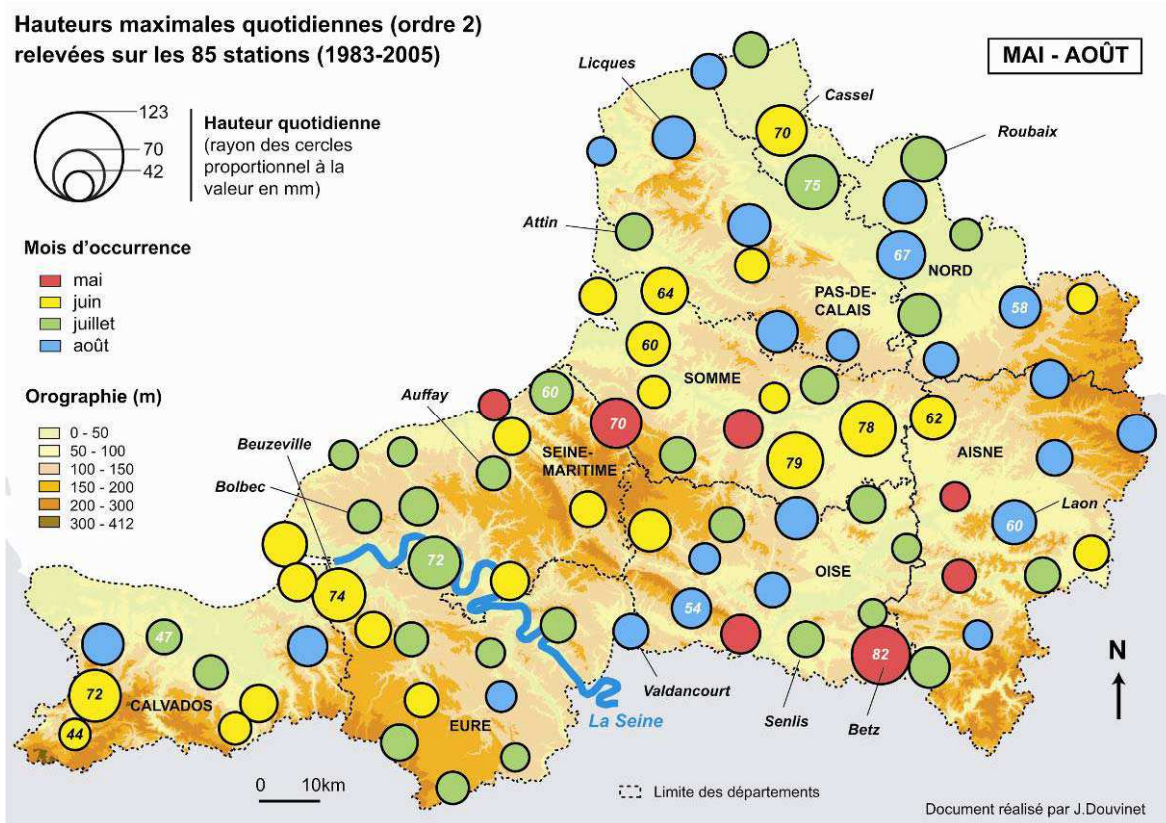 Hauteurs maximales quotidiennes (ordre 2)
relevées sur les 85 stations (1983-2005)
MAI - AOÛT
123
70
42
Hauteur quotidienne
(rayon des cercles
proportionnel à la
valeur en mm)
Mois d'occurrence
mai
juin
juillet
août
Orographie (m)
0 - 50
50 - 100
100 - 150
150 - 200
200 - 300
300 - 412
Licques
Cassel
70
Roubaix
75
Attin
67
NORD
64
PAS-DE-
CALAIS
58
60
SOMME
Auffay
60
70
78
62
Beuzeville
SEINE-
MARITIME
79
AISNE
Bolbec
Laon
60
72
OISE
74
54
47
82
Valdancourt
Senlis
Betz
72
CALVADOS
EURE
La Seine
44
N
0 10km
Limite des départements
Document réalisé par J.Douvinet